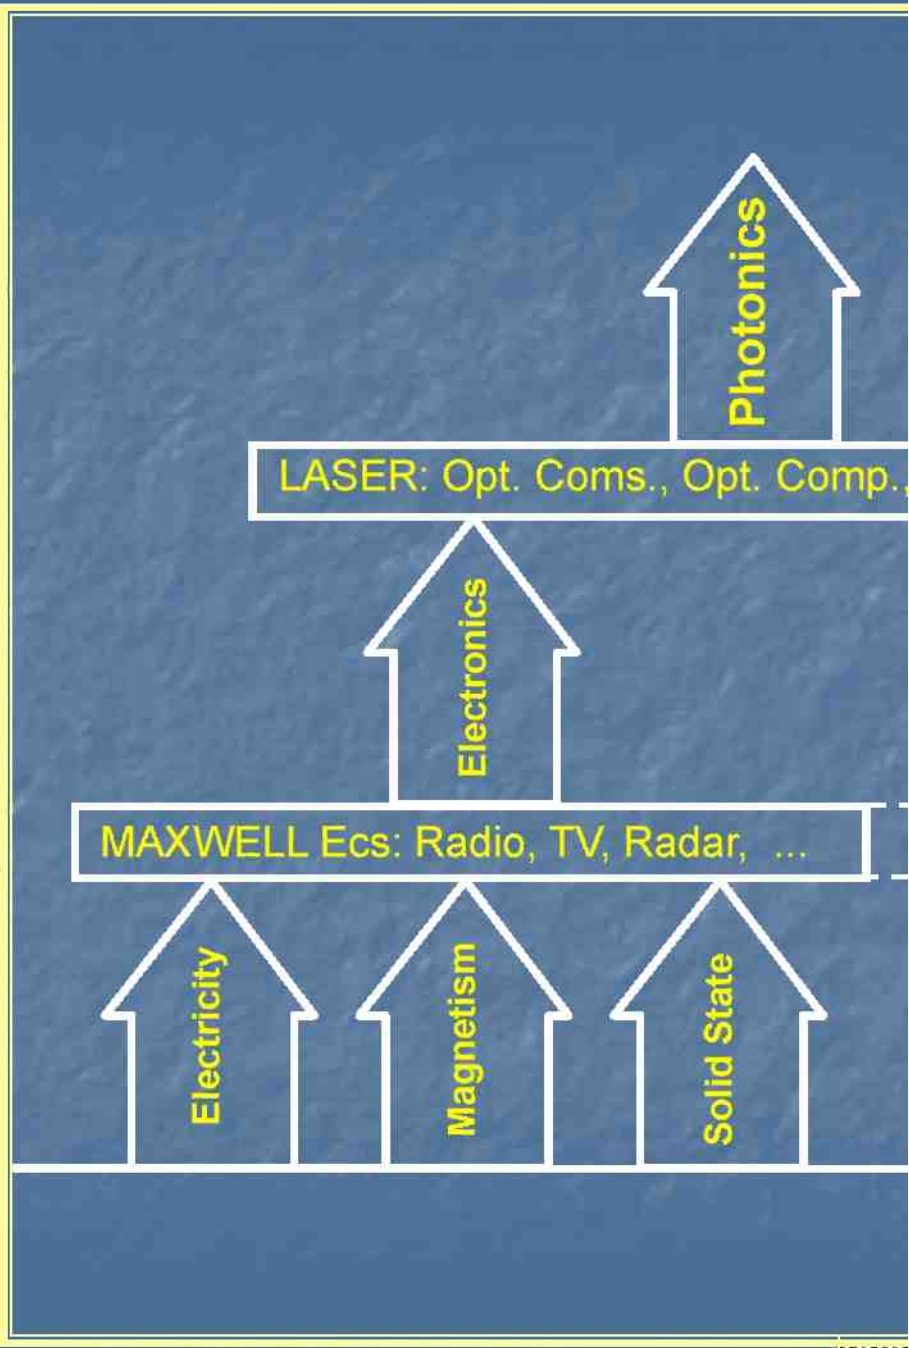 Photonics
LASER: Opt. Coms., Opt. Comp.,
Electronics
MAXWELL Ecs: Radio, TV, Radar, ...
Electricity
Magnetism
Solid State